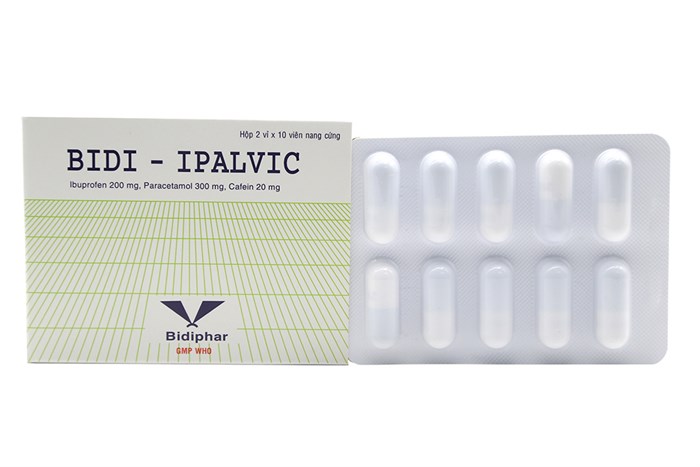 Hộp 2 vỉ x 10 viên nang cứng
BIDI - IPALVIC
Ibuprofen 200 mg, Paracetamol 300 mg, Cafein 20 mg
Bidiphar
GMP WHO